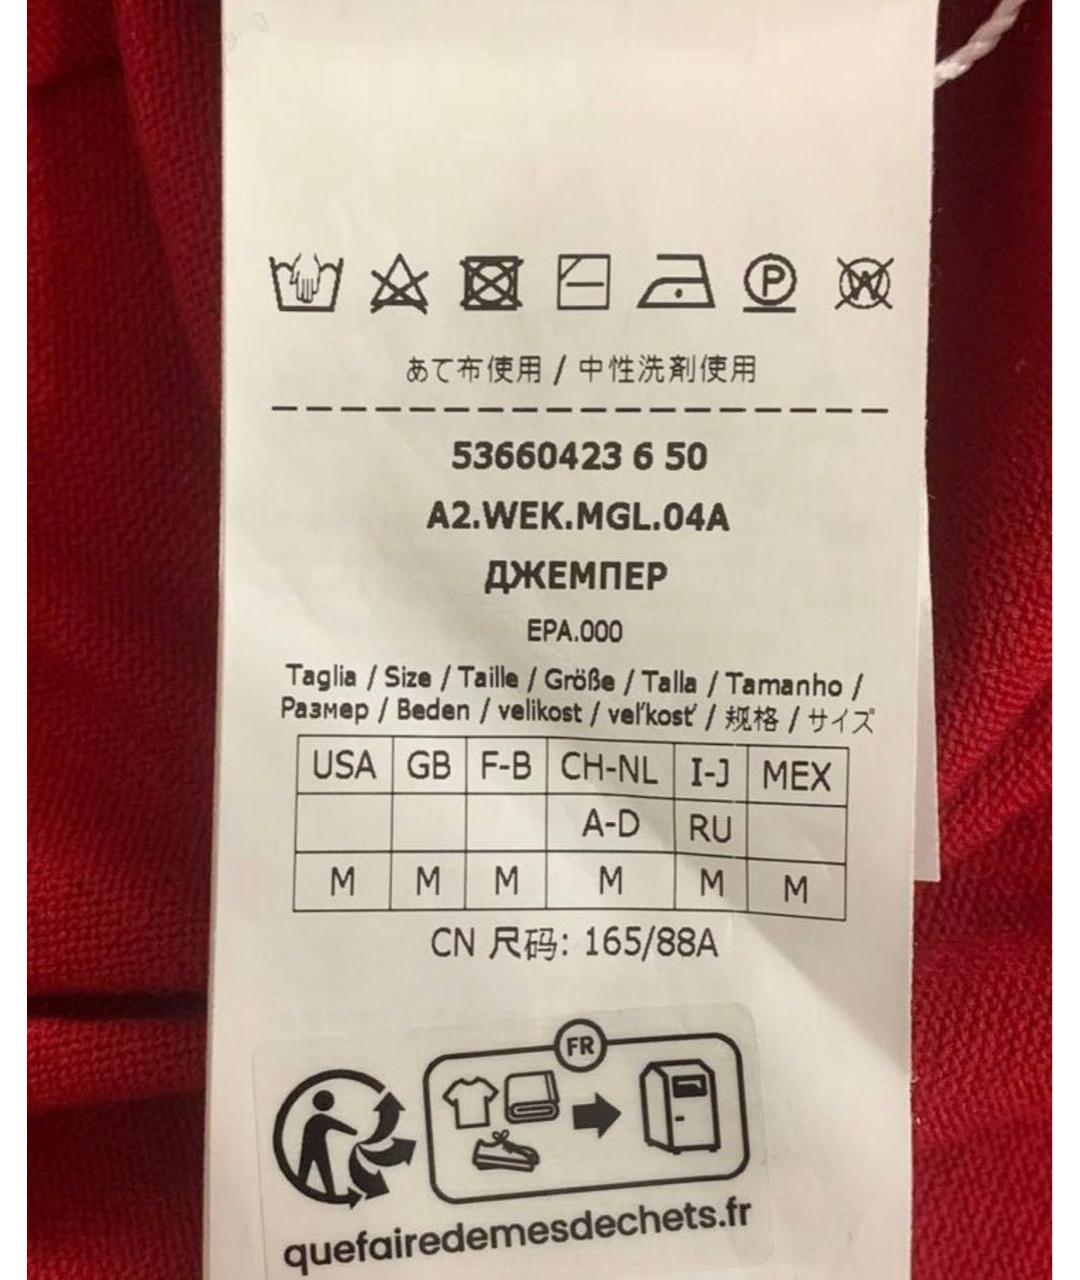 P W
あて布使用 / 中性洗剤使用
53660423 6 50
A2.WEK.MGL.04A
ДЖЕМПЕР
EPA.000
Taglia / Size / Taille / Größe / Talla / Tamanho /
Размер / Beden / velikost / veľkosť / 规格 / サイズ
USA GB F-B CH-NL I-J MEX
A-D RU
M M M M M M
CN 尺码: 165/88A
FR
quefairedemesdechets.fr